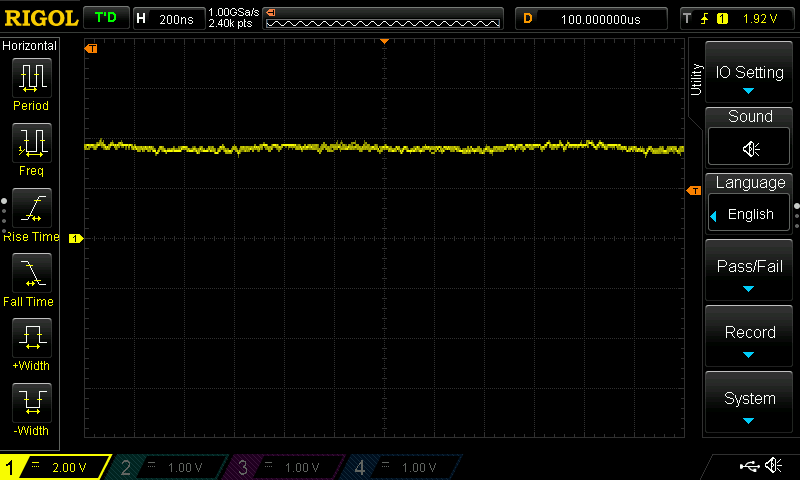 RIGOL T'D H 200ns 1.00GSa/s D 100.000000us T 1 1.92 V
2.40k pts
Horizontal
T
Period
Freq
Rise Time
Fall Time
+Width
-Width
1
T
Utility
IO Setting
Sound
Language
English
Pass/Fail
Record
System
1 2.00 V 2 1.00 V 3 1.00 V 4 1.00 V